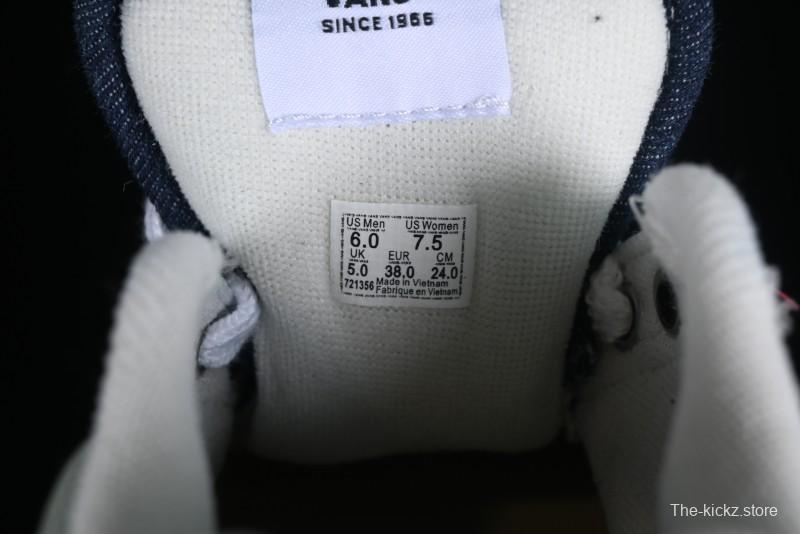 VANS
SINCE 1966
US Men US Women
6.0 7.5
UK EUR CM
5.0 38.0 24.0
721356 Made in Vietnam
Fabrique en Vietnam
The-kickz.store